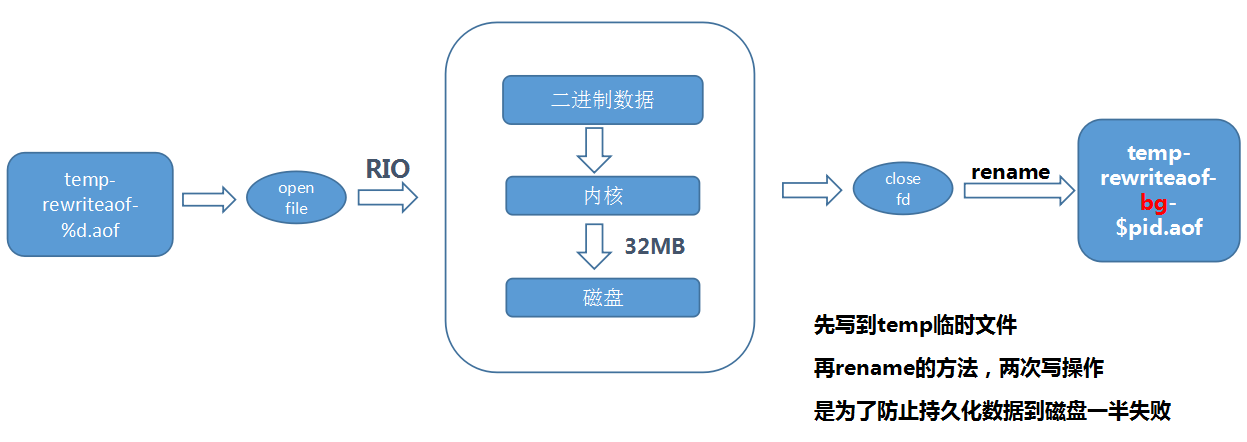 temp-
rewriteaof-
%d.aof
open
file
RIO
二进制数据
内核
32MB
磁盘
close
fd
rename
temp-
rewriteaof-
bg-
$pid.aof
先写到temp临时文件
再rename的方法，两次写操作
是为了防止持久化数据到磁盘一半失败